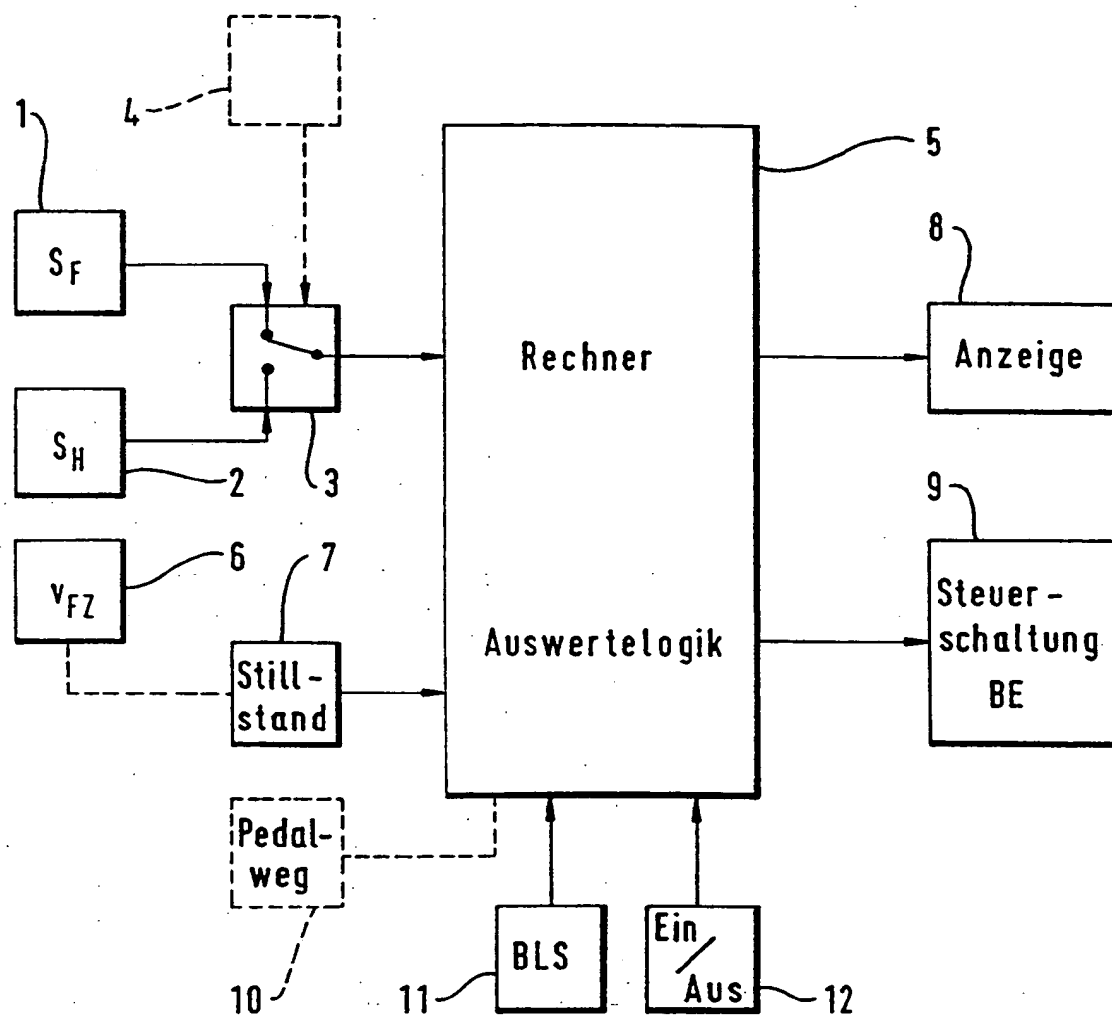 4
1
5
S_F
8
Rechner
Anzeige
S_H
2
3
9
6
7
v_FZ
Steuer-
schaltung
BE
Auswertelogik
Still-
stand
Pedal-
weg
BLS
Ein
/
Aus
10
11
12